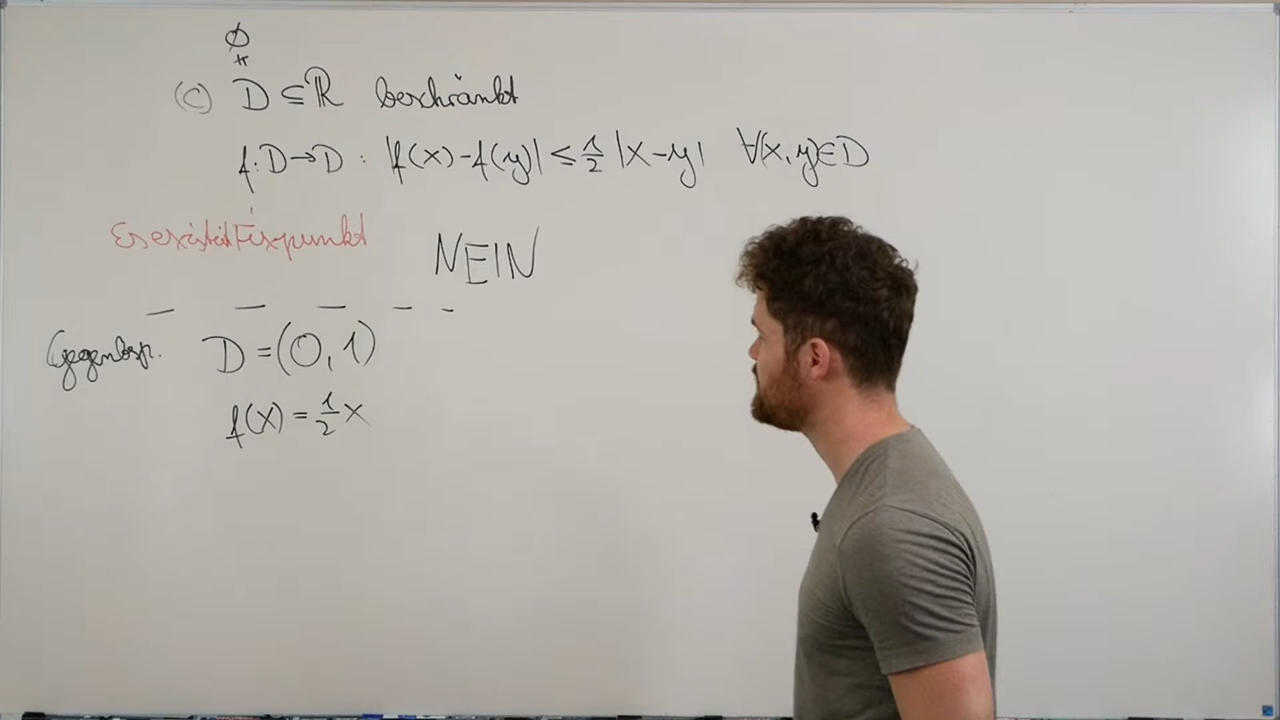 ∅
≠
(c) D ⊆ ℝ beschränkt
f: D → D : |f(x) - f(y)| ≤ 1/2 |x - y| ∀(x,y)∈D
Es existiert Fixpunkt NEIN
Gegenbsp. D = (0, 1)
f(x) = 1/2 x